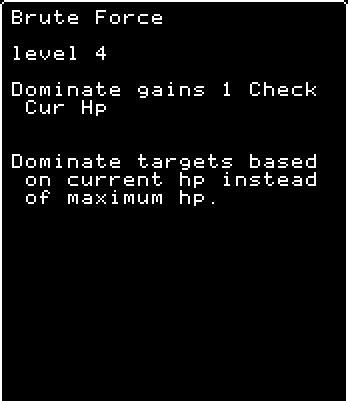 Brute Force
level 4
Dominate gains 1 Check
Cur Hp
Dominate targets based
on current hp instead
of maximum hp.